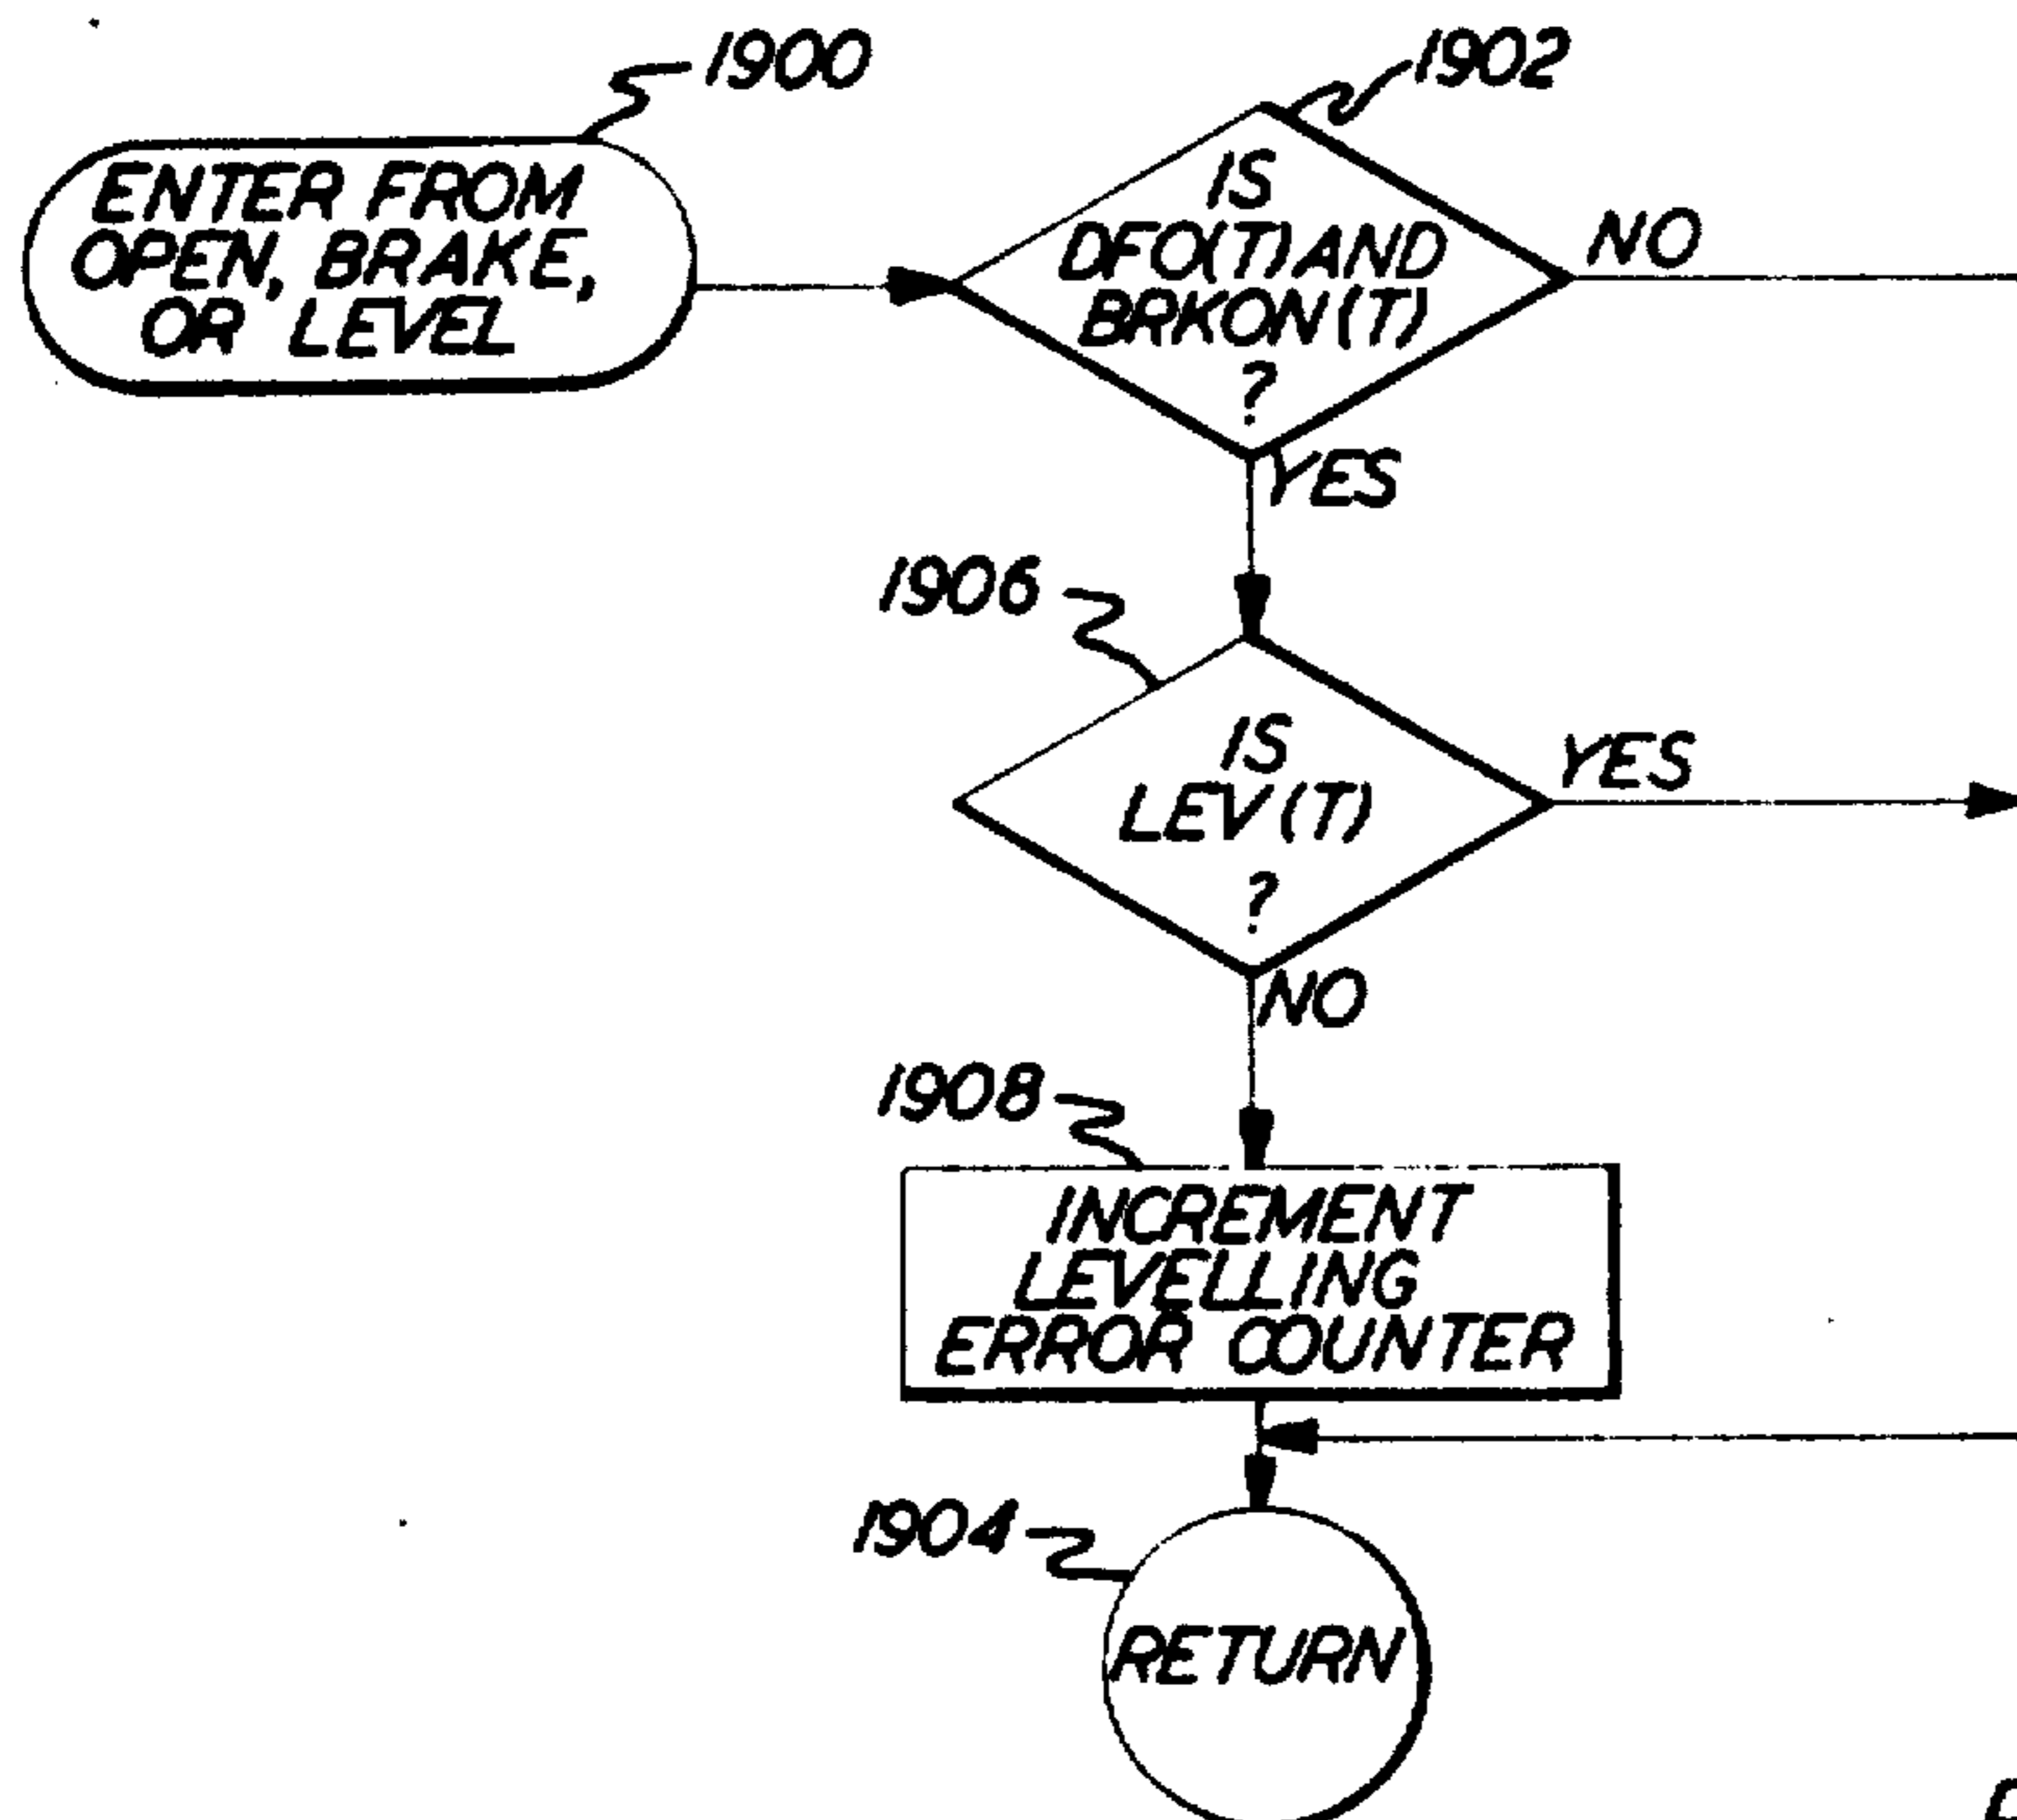 1900
ENTER FROM
OPEN, BRAKE,
OR LEVEL
1902
IS
DFO(T) AND
BRKON(T)
?
NO
YES
1906
IS
LEV(T)
?
YES
NO
1908
INCREMENT
LEVELLING
ERROR COUNTER
1904
RETURN